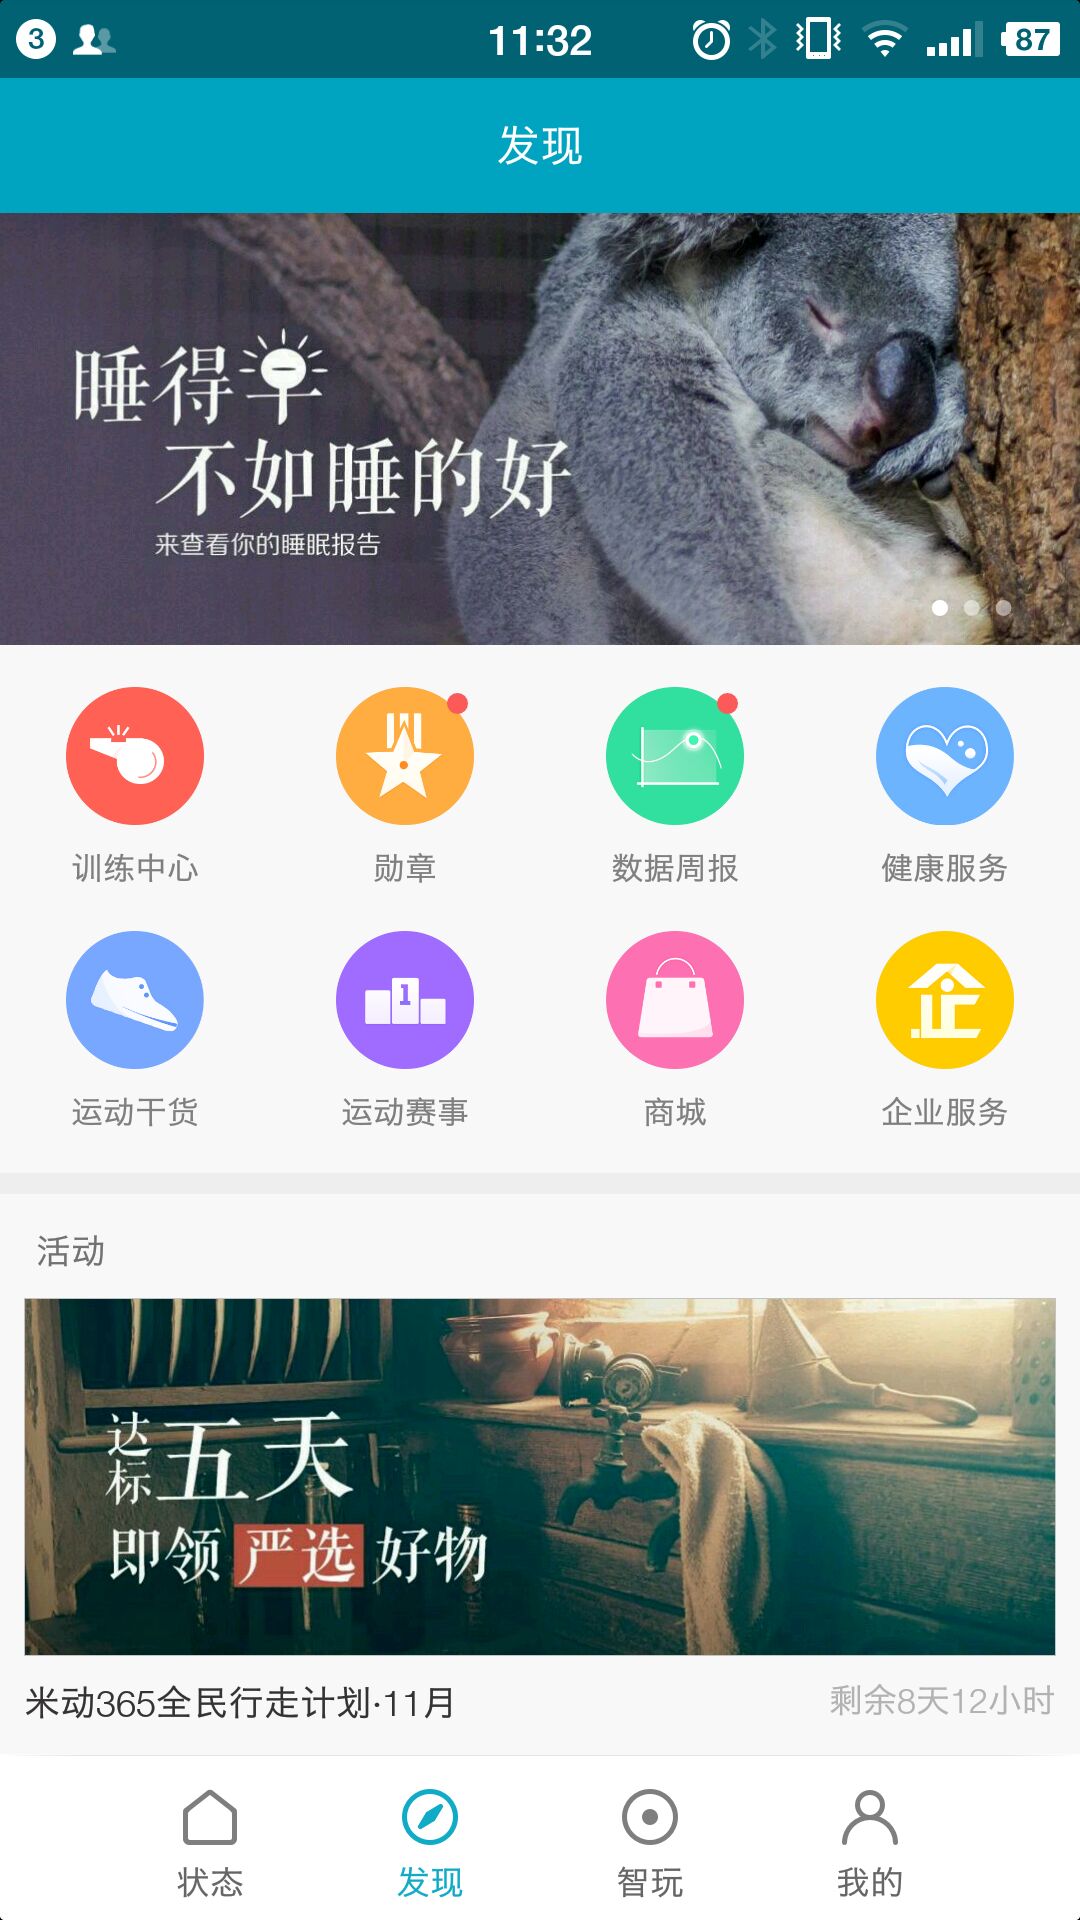 3
11:32
87
发现
睡得早
不如睡的好
来查看你的睡眠报告
训练中心
勋章
数据周报
健康服务
1
企
运动干货
运动赛事
商城
企业服务
活动
达标五天
即领严选好物
米动365全民行走计划·11月
剩余8天12小时
状态
发现
智玩
我的